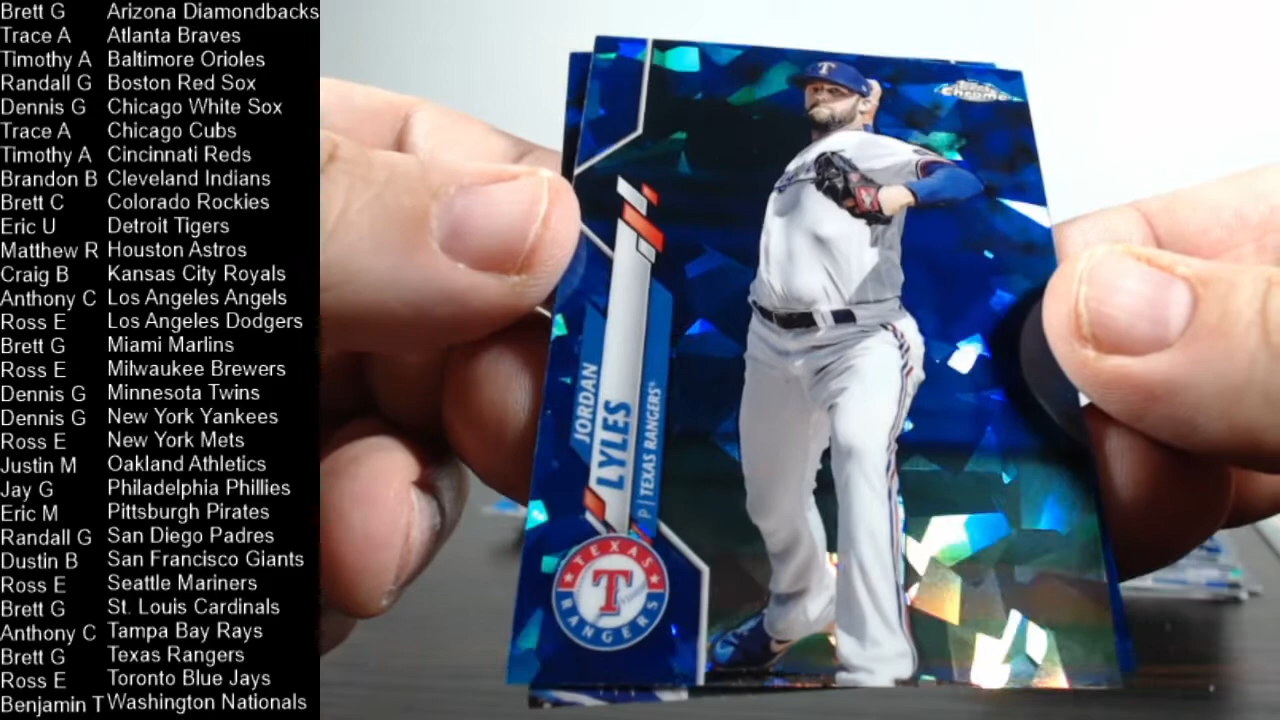 Brett G Arizona Diamondbacks
Trace A Atlanta Braves
Timothy A Baltimore Orioles
Randall G Boston Red Sox
Dennis G Chicago White Sox
Trace A Chicago Cubs
Timothy A Cincinnati Reds
Brandon B Cleveland Indians
Brett C Colorado Rockies
Eric U Detroit Tigers
Matthew R Houston Astros
Craig B Kansas City Royals
Anthony C Los Angeles Angels
Ross E Los Angeles Dodgers
Brett G Miami Marlins
Ross E Milwaukee Brewers
Dennis G Minnesota Twins
Dennis G New York Yankees
Ross E New York Mets
Justin M Oakland Athletics
Jay G Philadelphia Phillies
Eric M Pittsburgh Pirates
Randall G San Diego Padres
Dustin B San Francisco Giants
Ross E Seattle Mariners
Brett G St. Louis Cardinals
Anthony C Tampa Bay Rays
Brett G Texas Rangers
Ross E Toronto Blue Jays
Benjamin T Washington Nationals
Topps
Chrome
T
JORDAN
LYLES
P | TEXAS RANGERS®
TEXAS
T
RANGERS